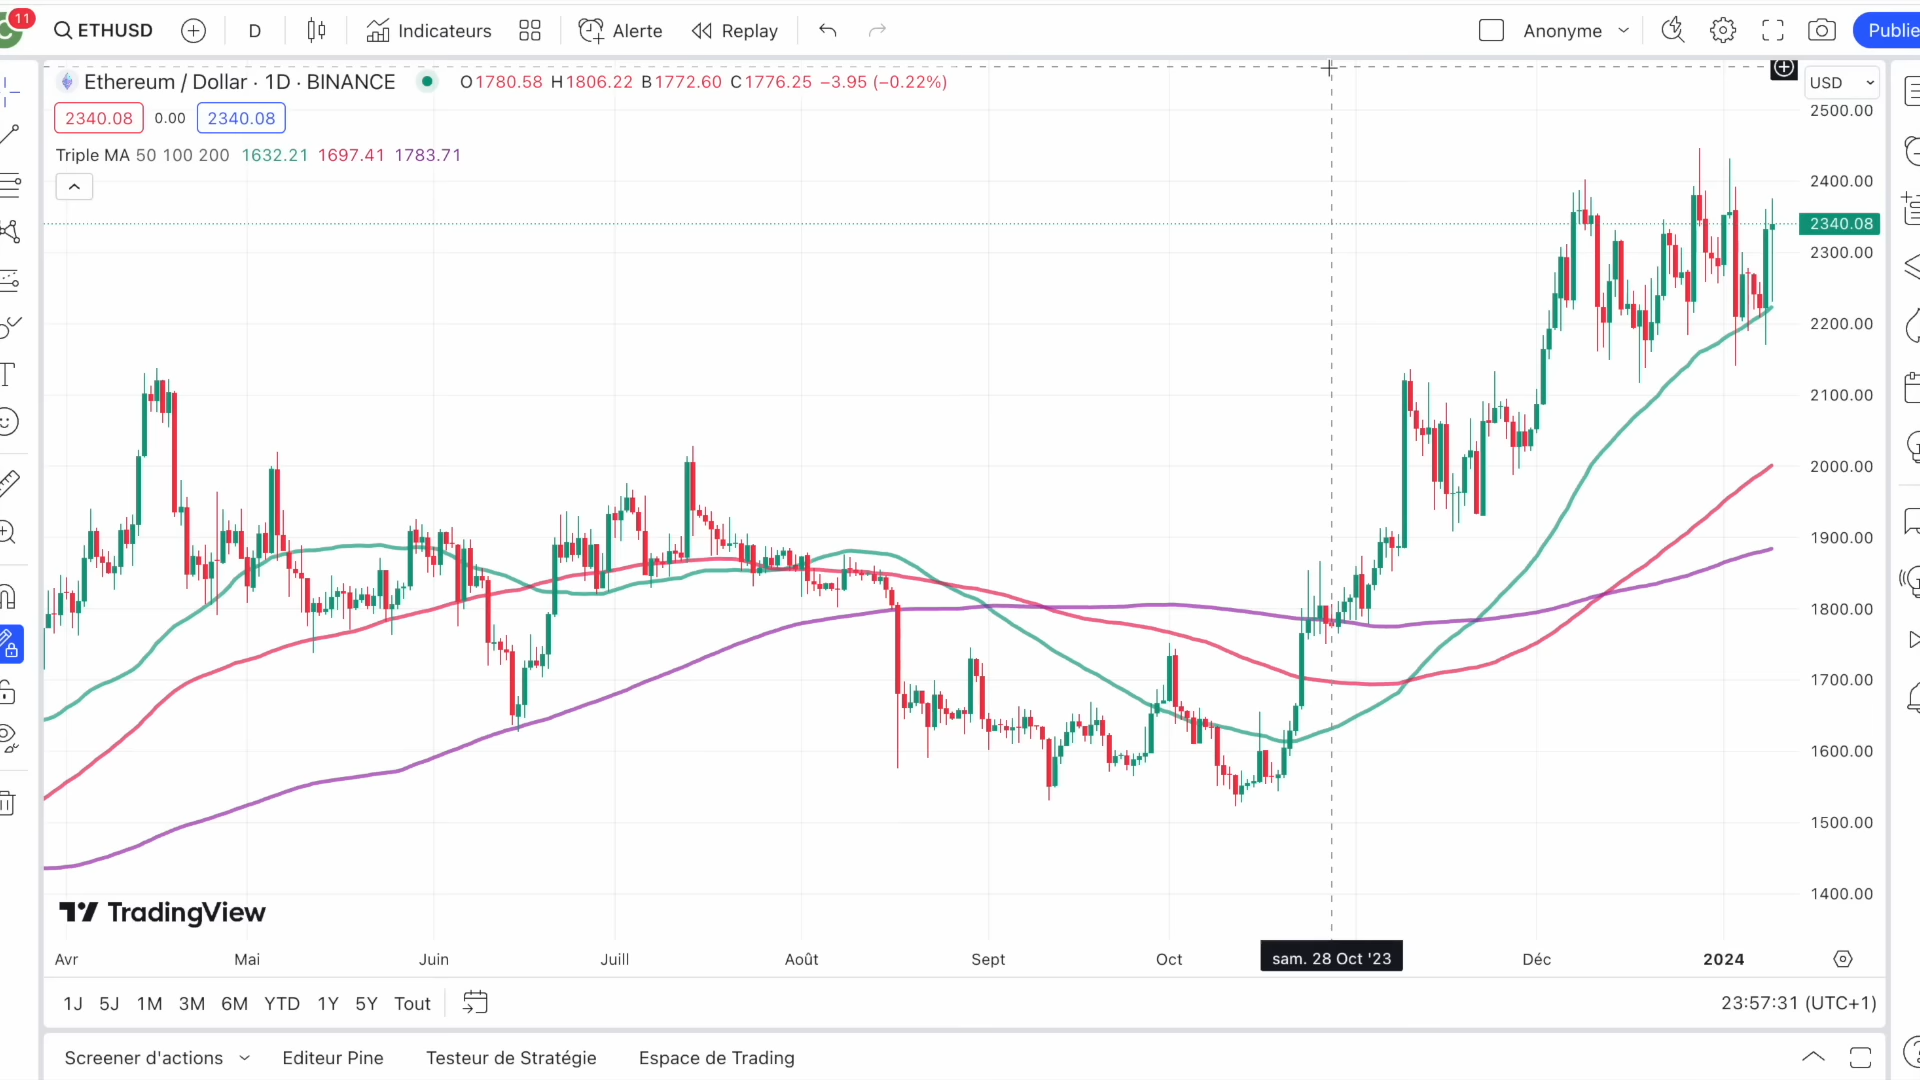 11
ETHUSD
D
Indicateurs
Alerte
Replay
Anonyme
Publie
Ethereum / Dollar · 1D · BINANCE
O1780.58 H1806.22 B1772.60 C1776.25 −3.95 (−0.22%)
USD
2340.08 0.00 2340.08
Triple MA 50 100 200 1632.21 1697.41 1783.71
2500.00
2400.00
2340.08
2300.00
2200.00
2100.00
2000.00
1900.00
1800.00
1700.00
1600.00
1500.00
1400.00
TradingView
Avr Mai Juin Juill Août Sept Oct sam. 28 Oct '23 Déc 2024
1J 5J 1M 3M 6M YTD 1Y 5Y Tout
23:57:31 (UTC+1)
Screener d'actions Editeur Pine Testeur de Stratégie Espace de Trading